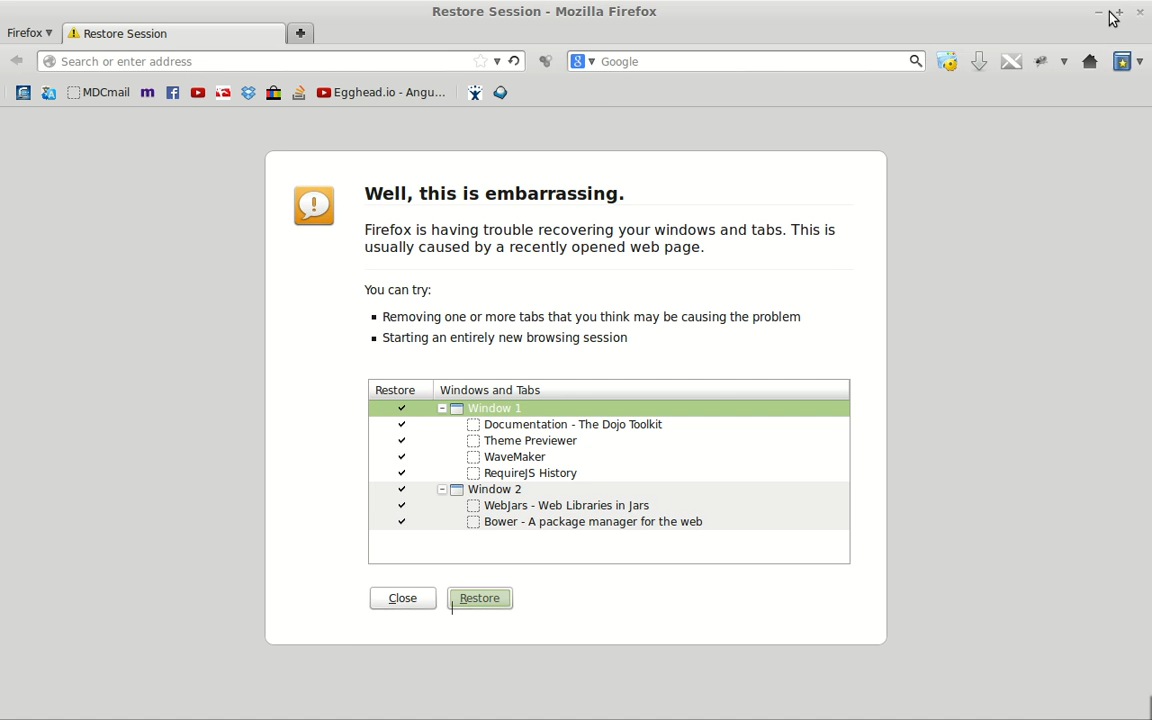 Restore Session - Mozilla Firefox
Firefox
Restore Session
Search or enter address
Google
MDCmail
Egghead.io - Angu...
Well, this is embarrassing.
Firefox is having trouble recovering your windows and tabs. This is
usually caused by a recently opened web page.
You can try:
Removing one or more tabs that you think may be causing the problem
Starting an entirely new browsing session
Restore Windows and Tabs
Window 1
Documentation - The Dojo Toolkit
Theme Previewer
WaveMaker
RequireJS History
Window 2
WebJars - Web Libraries in Jars
Bower - A package manager for the web
Close Restore